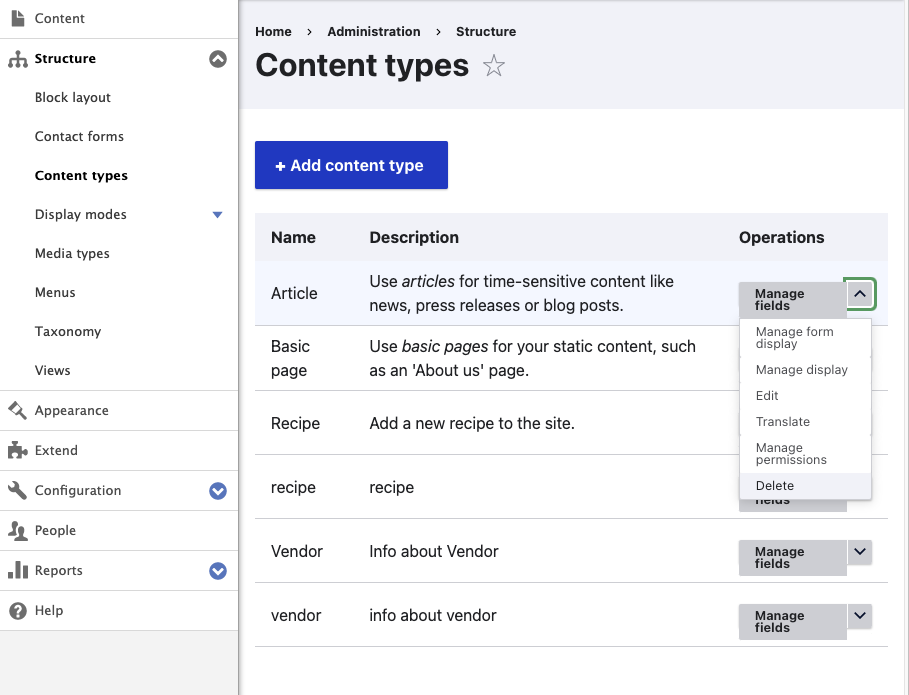 Content
Structure
Block layout
Contact forms
Content types
Display modes
Media types
Menus
Taxonomy
Views
Appearance
Extend
Configuration
People
Reports
Help
Home › Administration › Structure
Content types
+ Add content type
Name Description Operations
Article
Use articles for time-sensitive content like
news, press releases or blog posts.
Manage
fields
Manage form
display
Manage display
Edit
Translate
Manage
permissions
Delete
Basic
page
Use basic pages for your static content, such
as an 'About us' page.
Recipe
Add a new recipe to the site.
recipe
recipe
fields
Vendor
Info about Vendor
Manage
fields
vendor
info about vendor
Manage
fields